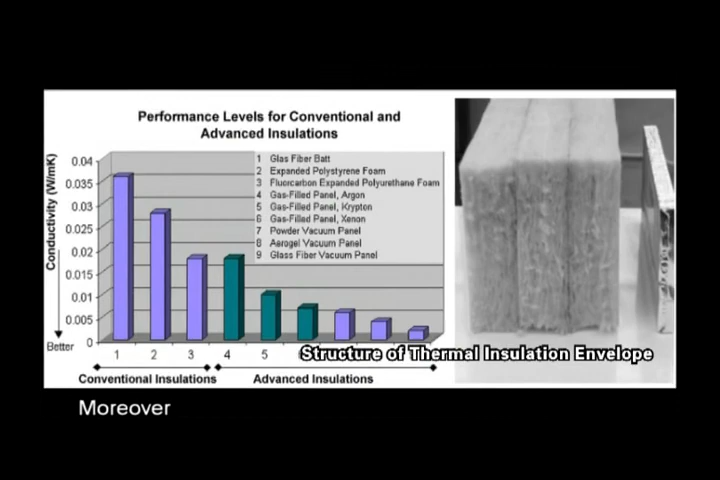 Performance Levels for Conventional and
Advanced Insulations
Conductivity (W/mK)
Better
0.04
0.035
0.03
0.025
0.02
0.015
0.01
0.005
0
1 Glas Fiber Batt
2 Expanded Polystyrene Foam
3 Fluorcarbon Expanded Polyurethane Foam
4 Gas-Filled Panel, Argon
5 Gas-Filled Panel, Krypton
6 Gas-Filled Panel, Xenon
7 Powder Vacuum Panel
8 Aerogel Vacuum Panel
9 Glass Fiber Vacuum Panel
1 2 3 4 5
Structure of Thermal Insulation Envelope
Conventional Insulations Advanced Insulations
Moreover